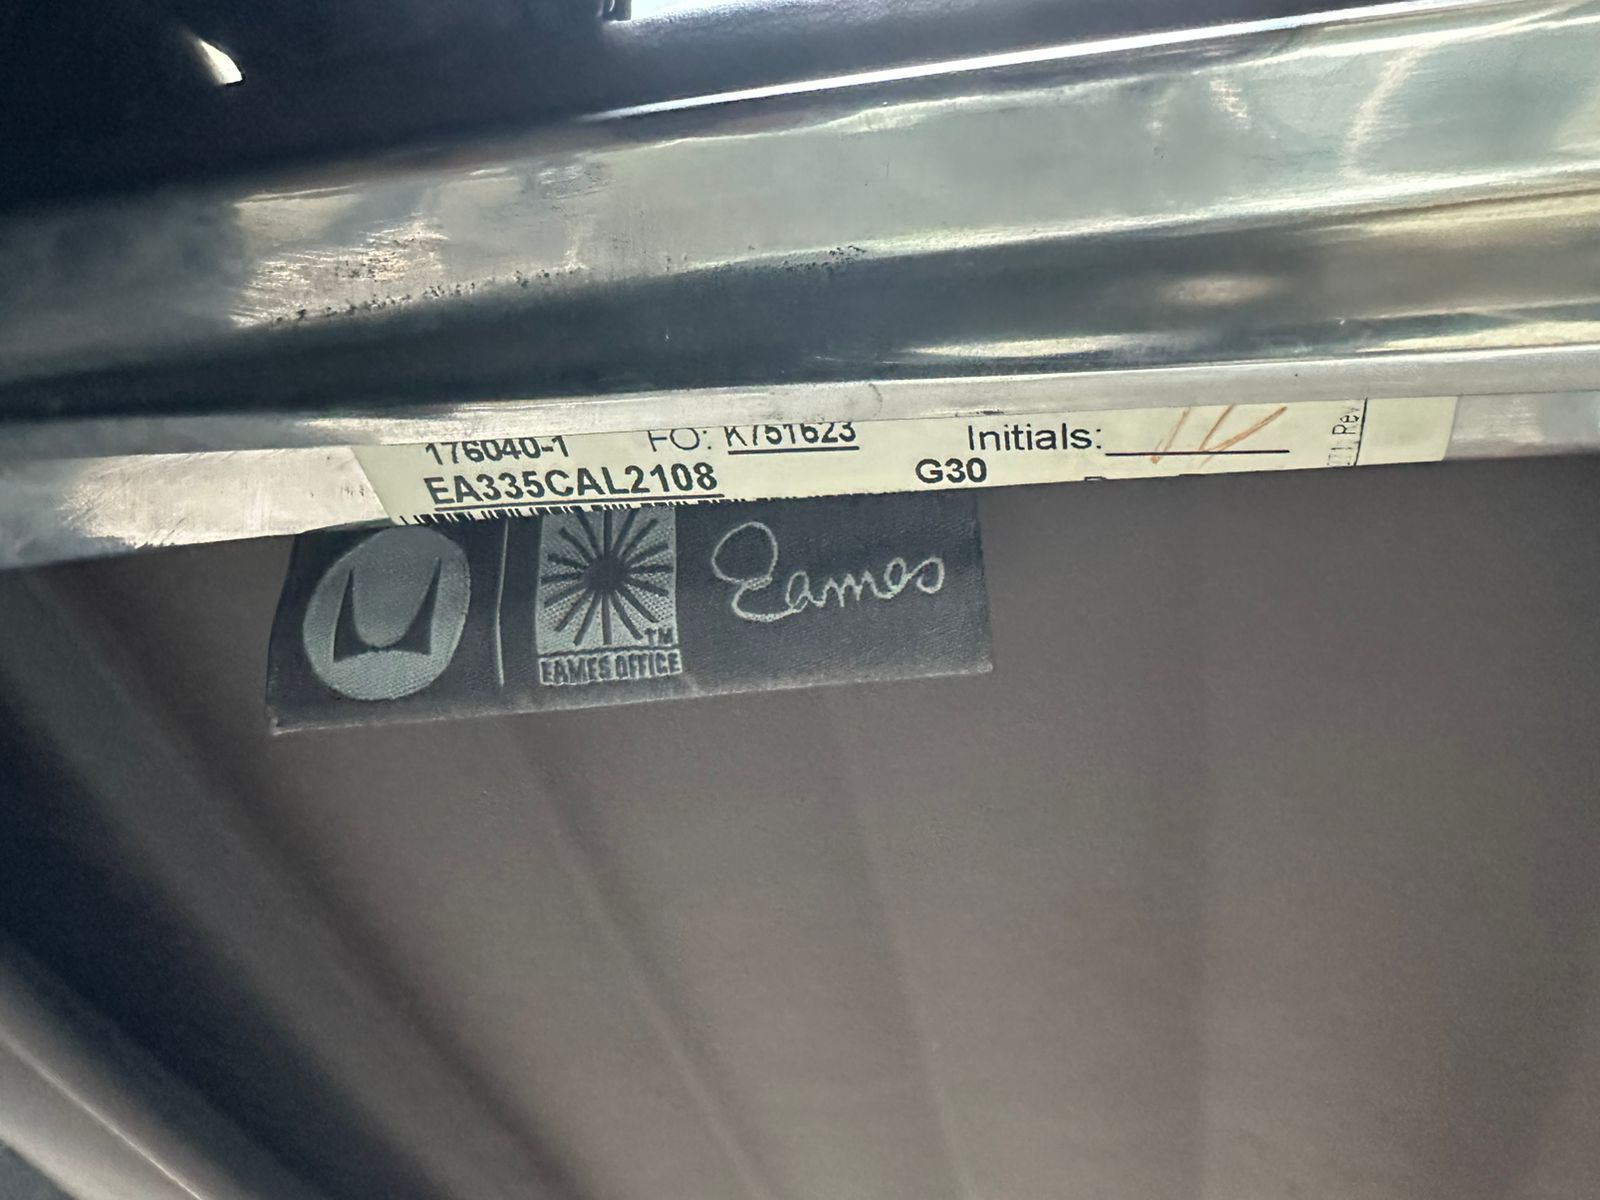 176040-1 FO: K751623 Initials:
EA335CAL2108 G30
TM
EAMES OFFICE
Eames